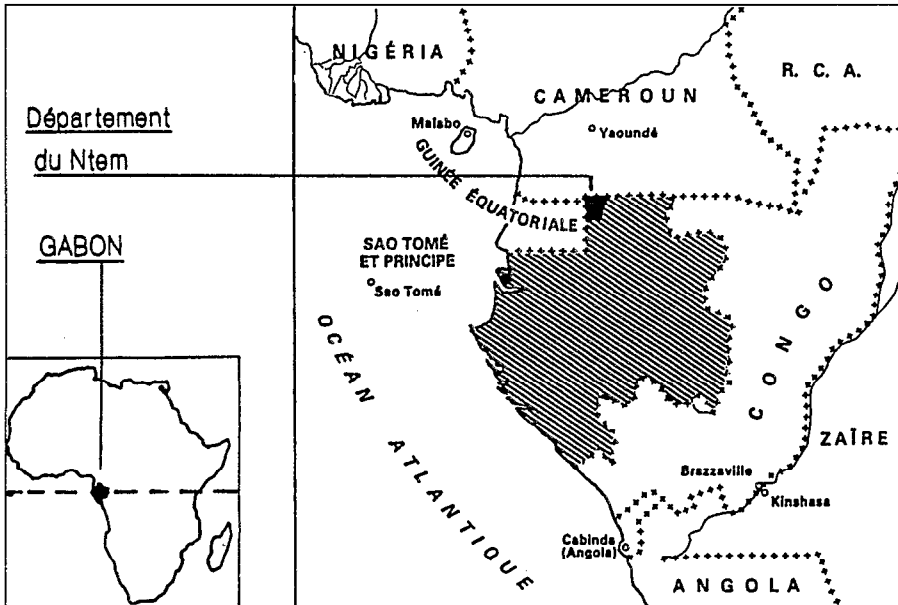 NIGÉRIA
R. C. A.
CAMEROUN
Département
du Ntem
Malabo
Yaoundé
GUINÉE ÉQUATORIALE
GABON
SAO TOMÉ
ET PRINCIPE
Sao Tomé
OCÉAN ATLANTIQUE
CONGO
ZAÏRE
Brazzaville
Kinshasa
Cabinda
(Angola)
ANGOLA